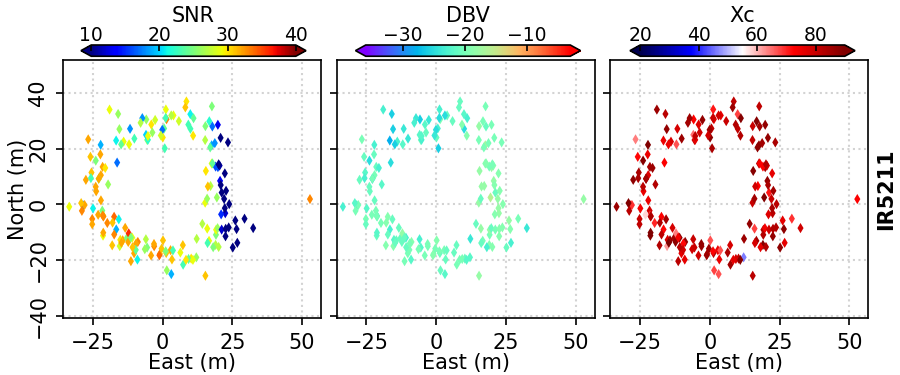 SNR DBV Xc
10 20 30 40 −30 −20 −10 20 40 60 80
40
20
0
−20
−40
North (m)
IR5211
−25 0 25 50 −25 0 25 50 −25 0 25 50
East (m) East (m) East (m)